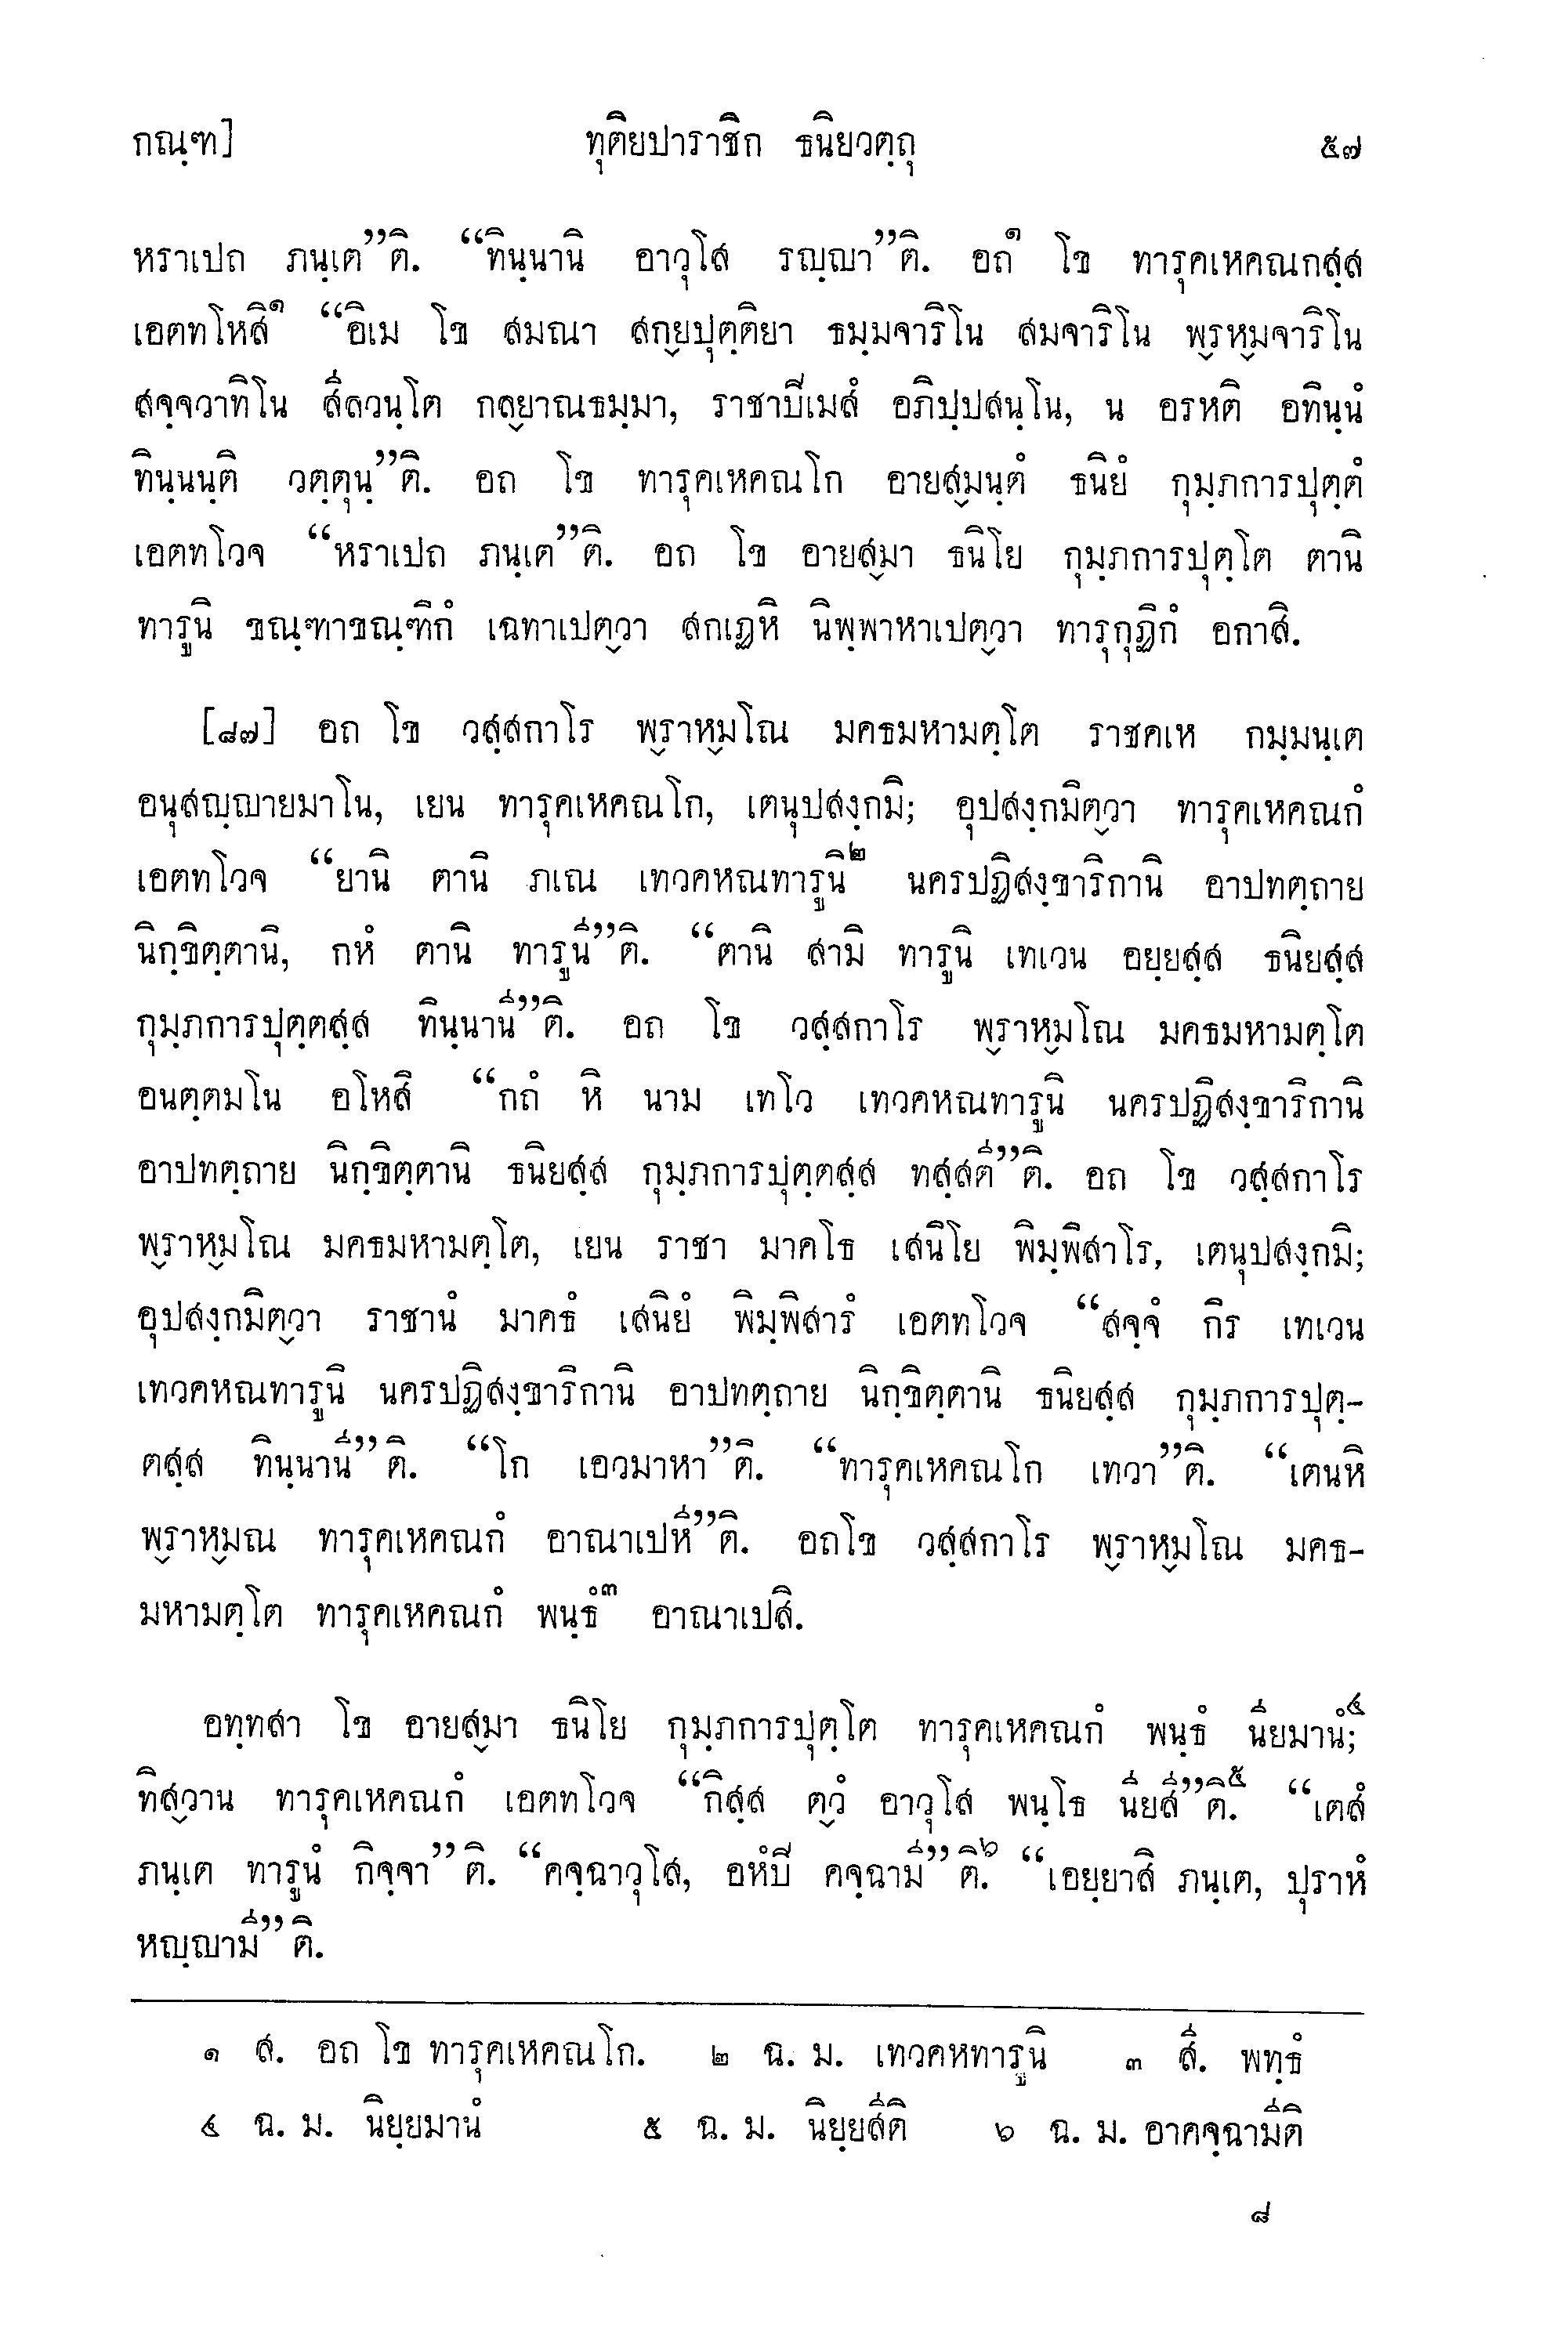 กณฺฑ] ทุติยปาราชิก ธนิยวตฺถุ ๕๗
หราเปถ ภนฺเต”ติ. “ทินฺนานิ อาวุโส รญฺญา”ติ. อถ๑ โข ทารุคเหคณกสฺส
เอตทโหสิ๑ “อิเม โข สมณา สกฺยปุตฺติยา ธมฺมจาริโน สมจาริโน พฺรหฺมจาริโน
สจฺจวาทิโน สีลวนฺโต กลฺยาณธมฺมา, ราชาปีเมสํ อภิปฺปสนฺโน, น อรหติ อทินฺนํ
ทินฺนนฺติ วตฺตุนฺ”ติ. อถ โข ทารุคเหคณโก อายสฺมนฺตํ ธนิยํ กุมฺภการปุตฺตํ
เอตทโวจ “หราเปถ ภนฺเต”ติ. อถ โข อายสฺมา ธนิโย กุมฺภการปุตฺโต ตานิ
ทารูนิ ขณฺฑาขณฺฑิกํ เฉทาเปตฺวา สกเฏหิ นิพฺพาหาเปตฺวา ทารุกุฏิกํ อกาสิ.
[๘๗] อถ โข วสฺสกาโร พฺราหฺมโณ มคธมหามตฺโต ราชคเห กมฺมนฺเต
อนุสญฺญายมาโน, เยน ทารุคเหคณโก, เตนุปสงฺกมิ; อุปสงฺกมิตฺวา ทารุคเหคณกํ
เอตทโวจ “ยานิ ตานิ ภเณ เทวคหณทารูนิ๒ นครปฏิสงฺขาริกานิ อาปทตฺถาย
นิกฺขิตฺตานิ, กหํ ตานิ ทารูนี”ติ. “ตานิ สามิ ทารูนิ เทเวน อยฺยสฺส ธนิยสฺส
กุมฺภการปุตฺตสฺส ทินฺนานี”ติ. อถ โข วสฺสกาโร พฺราหฺมโณ มคธมหามตฺโต
อนตฺตมโน อโหสิ “กถํ หิ นาม เทโว เทวคหณทารูนิ นครปฏิสงฺขาริกานิ
อาปทตฺถาย นิกฺขิตฺตานิ ธนิยสฺส กุมฺภการปุตฺตสฺส ทสฺสตี”ติ. อถ โข วสฺสกาโร
พฺราหฺมโณ มคธมหามตฺโต, เยน ราชา มาคโธ เสนิโย พิมฺพิสาโร, เตนุปสงฺกมิ;
อุปสงฺกมิตฺวา ราชานํ มาคธํ เสนิยํ พิมฺพิสารํ เอตทโวจ “สจฺจํ กิร เทเวน
เทวคหณทารูนิ นครปฏิสงฺขาริกานิ อาปทตฺถาย นิกฺขิตฺตานิ ธนิยสฺส กุมฺภการปุตฺ-
ตสฺส ทินฺนานี”ติ. “โก เอวมาหา”ติ. “ทารุคเหคณโก เทวา”ติ. “เตนหิ
พฺราหฺมณ ทารุคเหคณกํ อาณาเปหี”ติ. อถโข วสฺสกาโร พฺราหฺมโณ มคธ-
มหามตฺโต ทารุคเหคณกํ พนฺธํ๓ อาณาเปสิ.
อทฺทสา โข อายสฺมา ธนิโย กุมฺภการปุตฺโต ทารุคเหคณกํ พนฺธํ นียมานํ;๔
ทิสฺวาน ทารุคเหคณกํ เอตทโวจ “กิสฺส ตฺวํ อาวุโส พนฺโธ นียสี”ติ.๕ “เตสํ
ภนฺเต ทารูนํ กิจฺจา”ติ. “คจฺฉาวุโส, อหํปี คจฺฉามี”ติ.๖ “เอยฺยาสิ ภนฺเต, ปุราหํ
หญฺญามี”ติ.
๑ ส. อถ โข ทารุคเหคณโก. ๒ ฉ. ม. เทวคหทารูนิ ๓ สี. พทฺธํ
๔ ฉ. ม. นิยฺยมานํ ๕ ฉ. ม. นิยฺยสีติ ๖ ฉ. ม. อาคจฺฉามีติ
๘